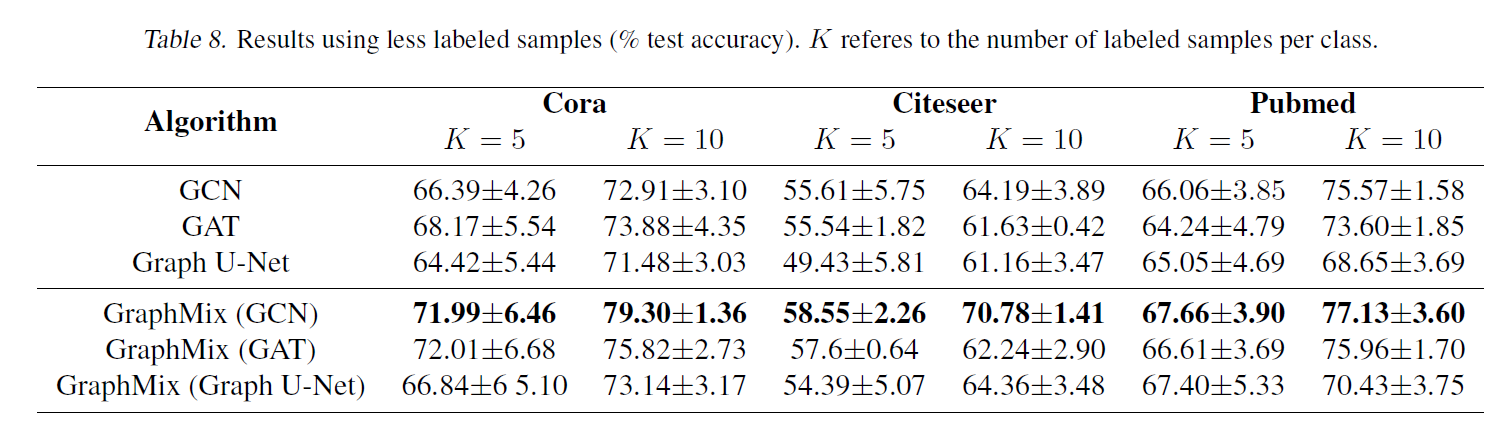 Table 8. Results using less labeled samples (% test accuracy). K referes to the number of labeled samples per class.
Algorithm Cora Citeseer Pubmed
K = 5 K = 10 K = 5 K = 10 K = 5 K = 10
GCN 66.39±4.26 72.91±3.10 55.61±5.75 64.19±3.89 66.06±3.85 75.57±1.58
GAT 68.17±5.54 73.88±4.35 55.54±1.82 61.63±0.42 64.24±4.79 73.60±1.85
Graph U-Net 64.42±5.44 71.48±3.03 49.43±5.81 61.16±3.47 65.05±4.69 68.65±3.69
GraphMix (GCN) 71.99±6.46 79.30±1.36 58.55±2.26 70.78±1.41 67.66±3.90 77.13±3.60
GraphMix (GAT) 72.01±6.68 75.82±2.73 57.6±0.64 62.24±2.90 66.61±3.69 75.96±1.70
GraphMix (Graph U-Net) 66.84±6 5.10 73.14±3.17 54.39±5.07 64.36±3.48 67.40±5.33 70.43±3.75